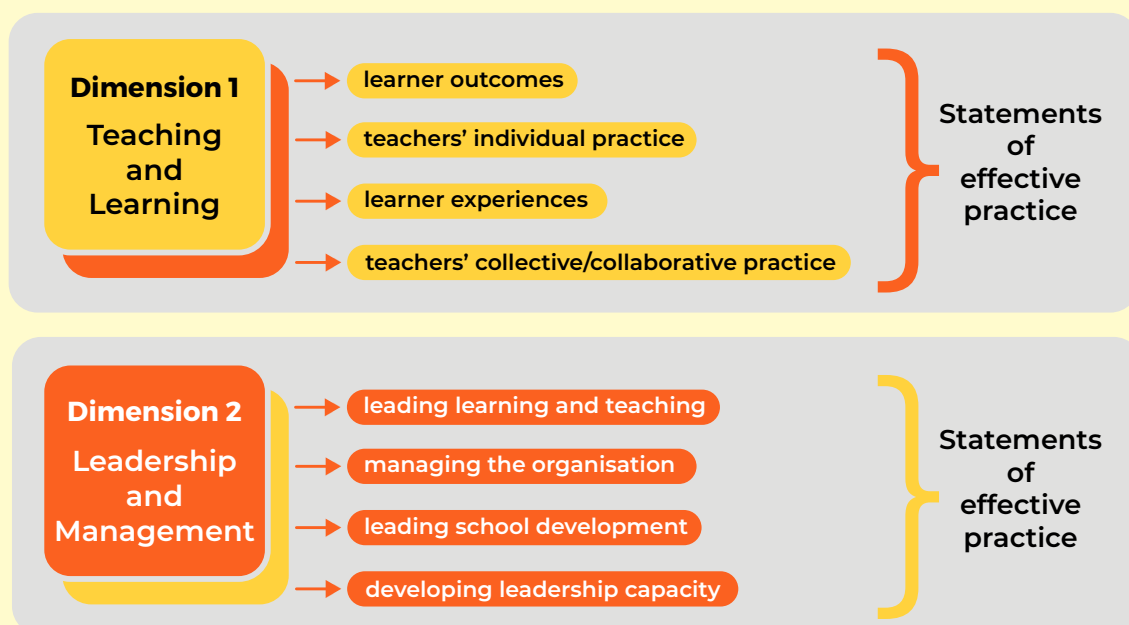 Dimension 1
Teaching
and
Learning
learner outcomes
teachers’ individual practice
learner experiences
teachers’ collective/collaborative practice
Statements
of
effective
practice
Dimension 2
Leadership
and
Management
leading learning and teaching
managing the organisation
leading school development
developing leadership capacity
Statements
of
effective
practice